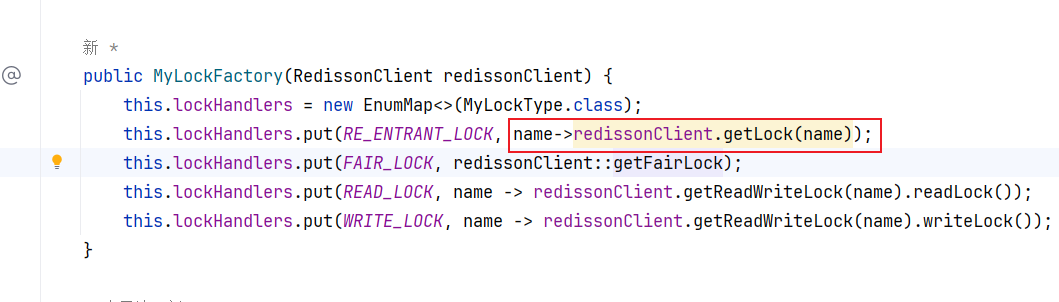 新 *
public MyLockFactory(RedissonClient redissonClient) {
this.lockHandlers = new EnumMap<>(MyLockType.class);
this.lockHandlers.put(RE_ENTRANT_LOCK, name->redissonClient.getLock(name));
this.lockHandlers.put(FAIR_LOCK, redissonClient::getFairLock);
this.lockHandlers.put(READ_LOCK, name -> redissonClient.getReadWriteLock(name).readLock());
this.lockHandlers.put(WRITE_LOCK, name -> redissonClient.getReadWriteLock(name).writeLock());
}